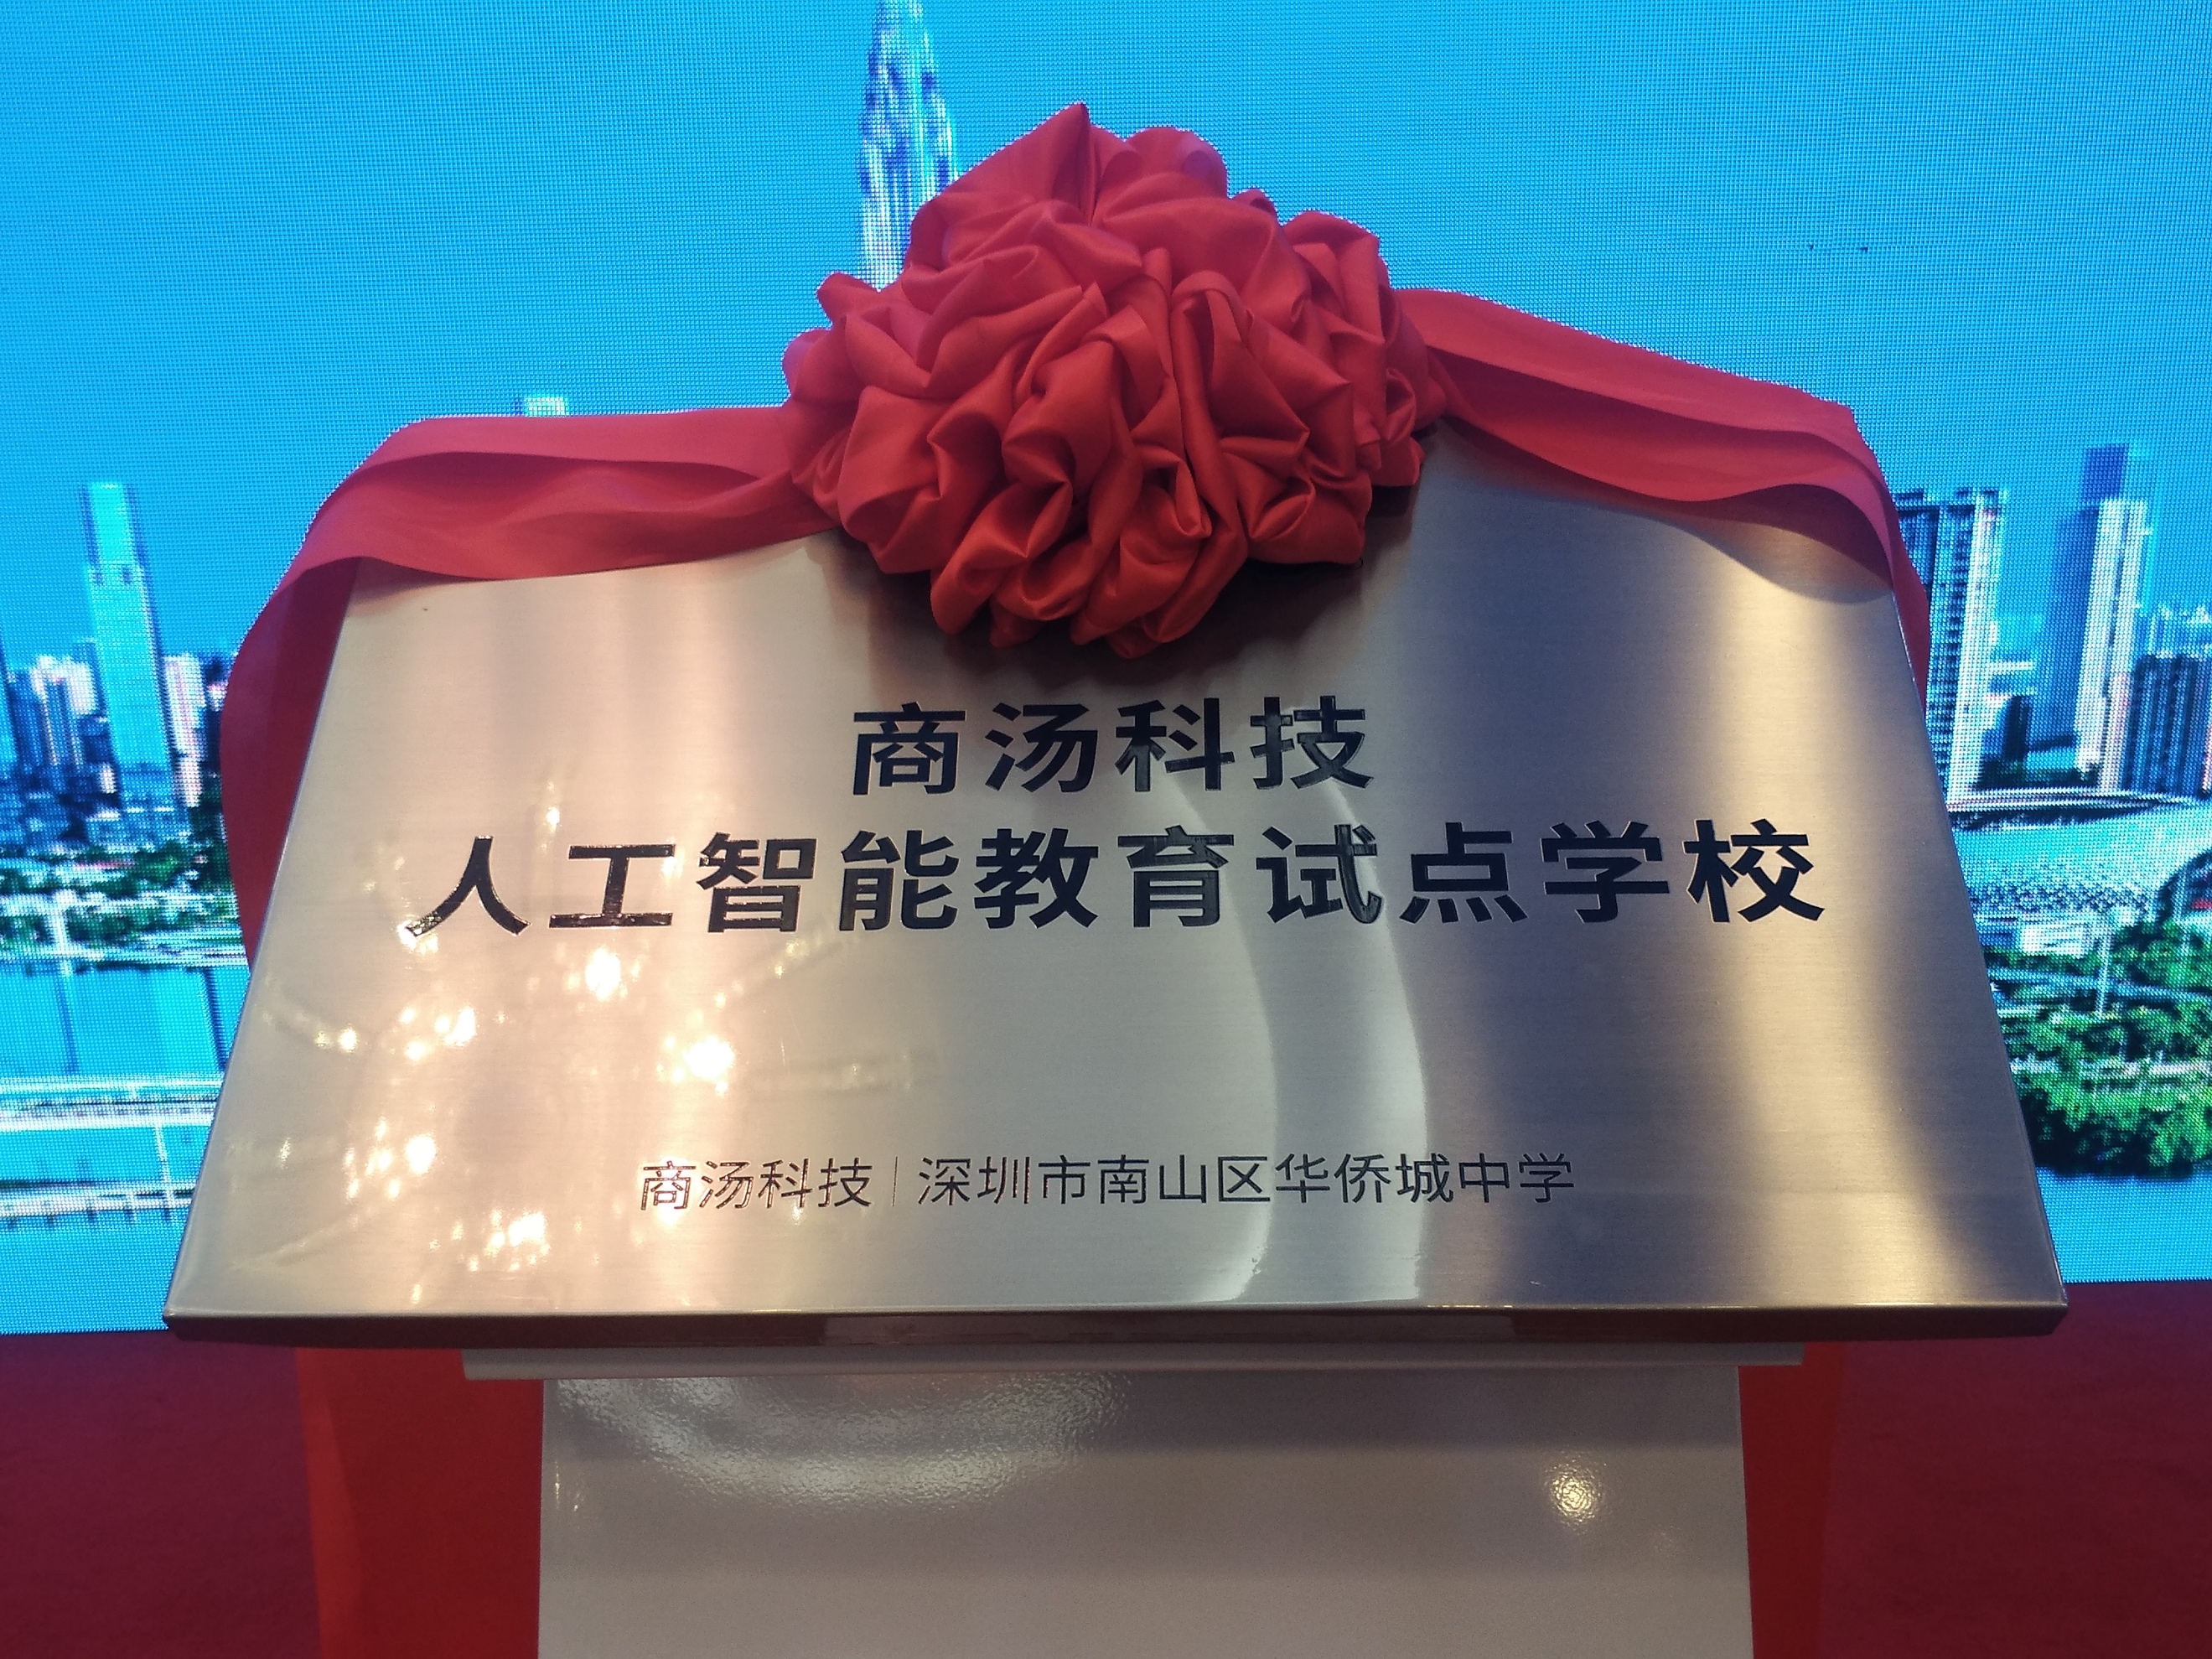 商汤科技
人工智能教育试点学校
商汤科技|深圳市南山区华侨城中学